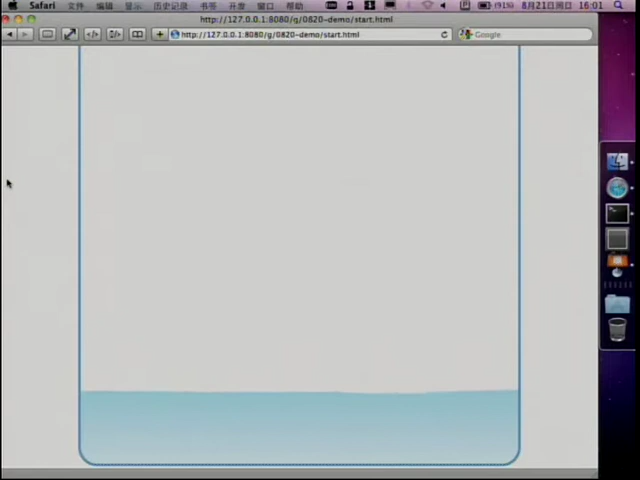 Safari 文件 编辑 显示 历史记录 书签 开发 窗口 帮助 (91%) 8月21日周日 16:01
http://127.0.0.1:8080/g/0820-demo/start.html
http://127.0.0.1:8080/g/0820-demo/start.html Google